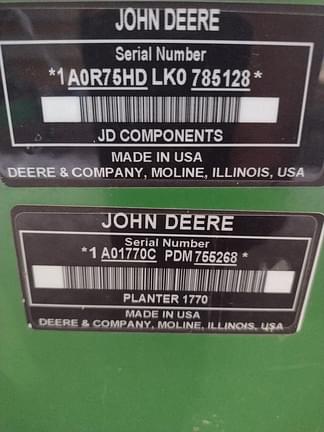 JOHN DEERE
Serial Number
*1A0R75HD LK0 785128*
JD COMPONENTS
MADE IN USA
DEERE & COMPANY, MOLINE, ILLINOIS, USA
JOHN DEERE
Serial Number
*1 A01770C PDM 755268*
PLANTER 1770
MADE IN USA
DEERE & COMPANY, MOLINE, ILLINOIS, USA